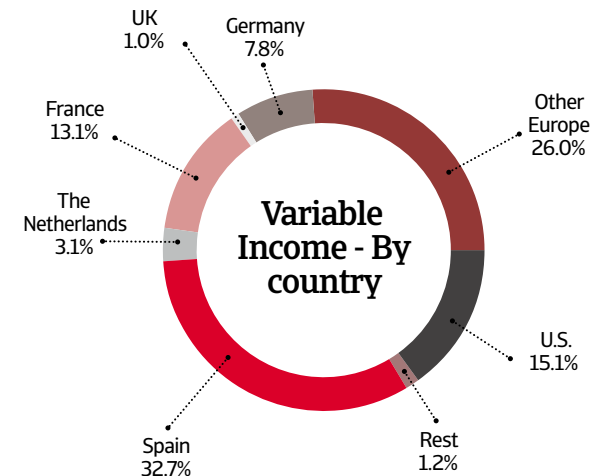 UK
1.0%
Germany
7.8%
Other
Europe
26.0%
France
13.1%
The
Netherlands
3.1%
Variable
Income - By
country
U.S.
15.1%
Rest
1.2%
Spain
32.7%